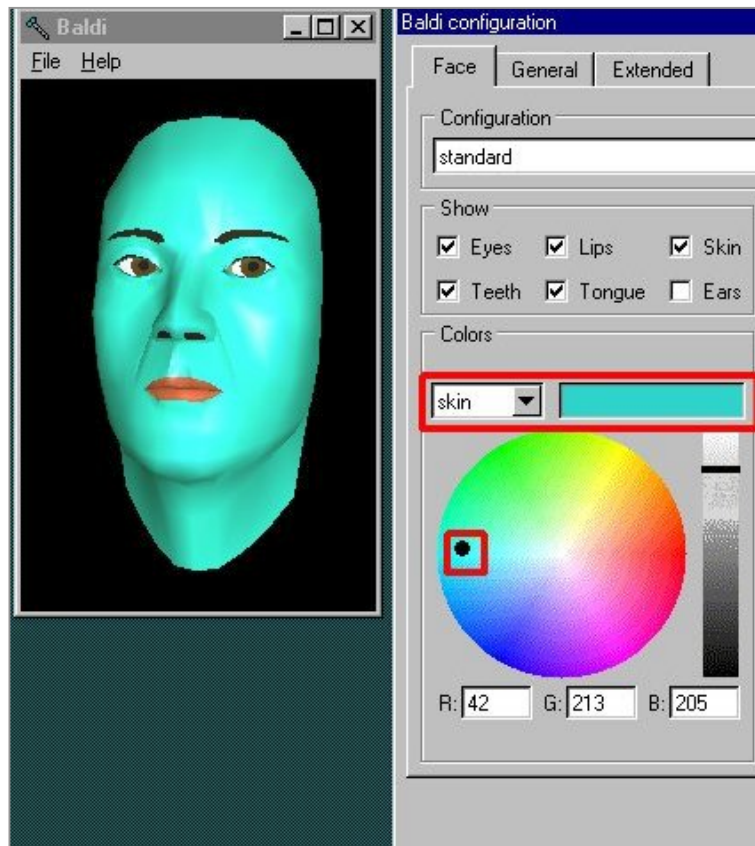 Baldi
File Help
Baldi configuration
Face General Extended
Configuration
standard
Show
Eyes Lips Skin
Teeth Tongue Ears
Colors
skin
R: 42 G: 213 B: 205